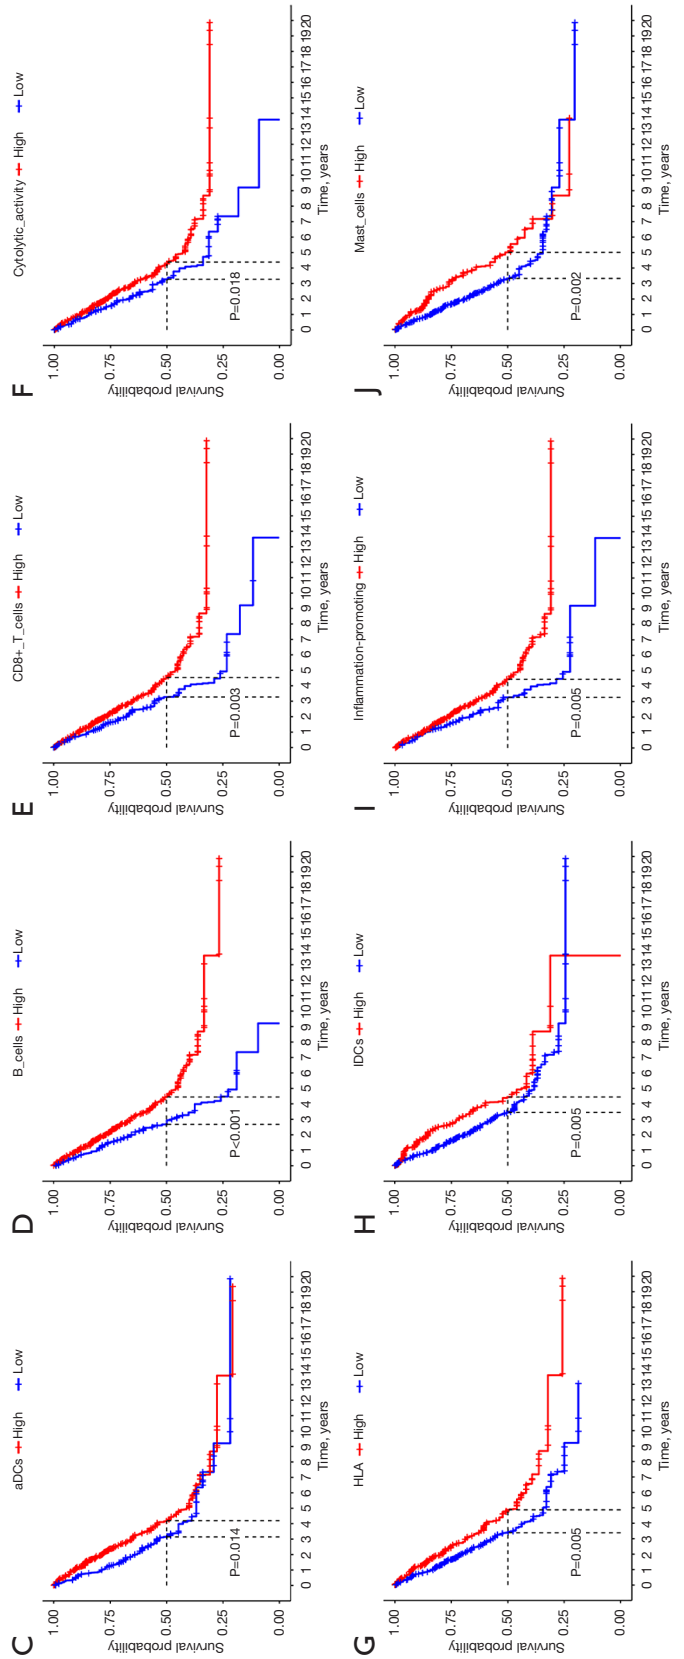 C
aDCs High Low
1.00
0.75
0.50
0.25
0.00
Survival probability
P=0.014
0 1 2 3 4 5 6 7 8 9 10 11 12 13 14 15 16 17 18 19 20
Time, years
D
B_cells High Low
1.00
0.75
0.50
0.25
0.00
Survival probability
P<0.001
0 1 2 3 4 5 6 7 8 9 10 11 12 13 14 15 16 17 18 19 20
Time, years
E
CD8+_T_cells High Low
1.00
0.75
0.50
0.25
0.00
Survival probability
P=0.003
0 1 2 3 4 5 6 7 8 9 10 11 12 13 14 15 16 17 18 19 20
Time, years
F
Cytolytic_activity High Low
1.00
0.75
0.50
0.25
0.00
Survival probability
P=0.018
0 1 2 3 4 5 6 7 8 9 10 11 12 13 14 15 16 17 18 19 20
Time, years
G
HLA High Low
1.00
0.75
0.50
0.25
0.00
Survival probability
P=0.005
0 1 2 3 4 5 6 7 8 9 10 11 12 13 14 15 16 17 18 19 20
Time, years
H
IDCs High Low
1.00
0.75
0.50
0.25
0.00
Survival probability
P=0.005
0 1 2 3 4 5 6 7 8 9 10 11 12 13 14 15 16 17 18 19 20
Time, years
I
Inflammation-promoting High Low
1.00
0.75
0.50
0.25
0.00
Survival probability
P=0.005
0 1 2 3 4 5 6 7 8 9 10 11 12 13 14 15 16 17 18 19 20
Time, years
J
Mast_cells High Low
1.00
0.75
0.50
0.25
0.00
Survival probability
P=0.002
0 1 2 3 4 5 6 7 8 9 10 11 12 13 14 15 16 17 18 19 20
Time, years